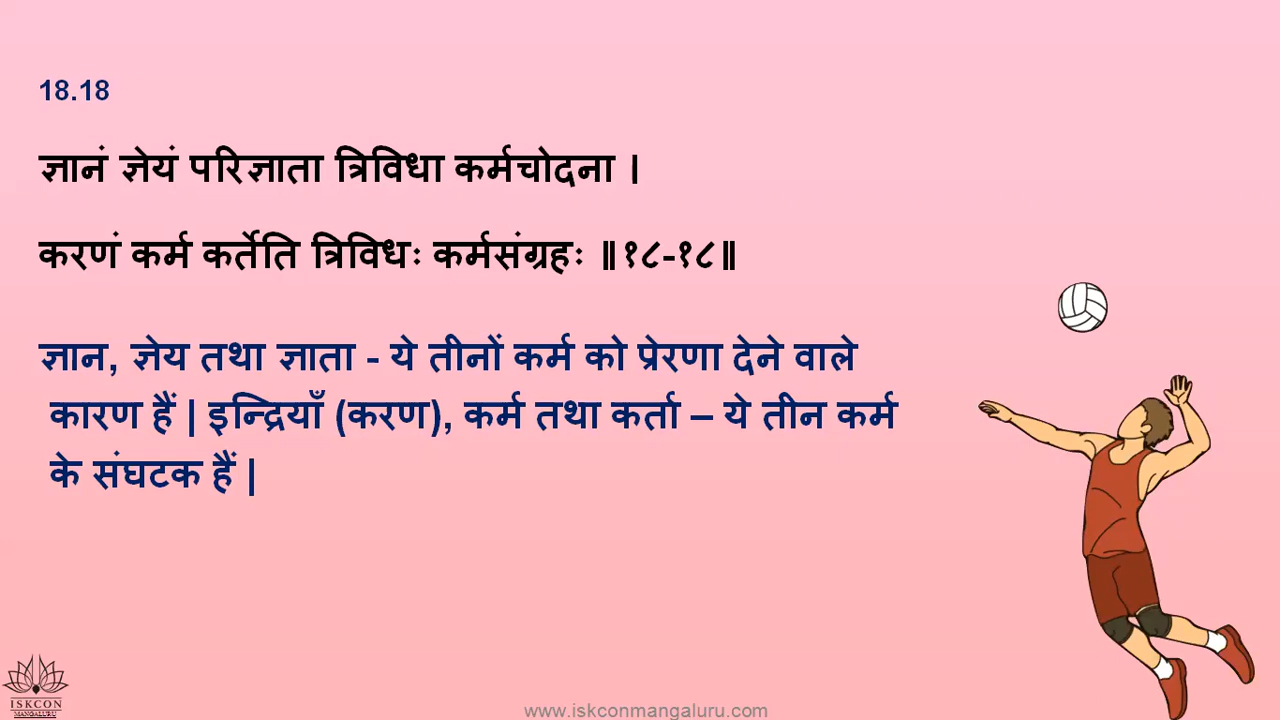 18.18
ज्ञानं ज्ञेयं परिज्ञाता त्रिविधा कर्मचोदना ।
करणं कर्म कर्तेति त्रिविधः कर्मसंग्रहः ॥१८-१८॥
ज्ञान, ज्ञेय तथा ज्ञाता - ये तीनों कर्म को प्रेरणा देने वाले
कारण हैं | इन्द्रियाँ (करण), कर्म तथा कर्ता – ये तीन कर्म
के संघटक हैं |
ISKCON
MANGALURU
www.iskconmangaluru.com